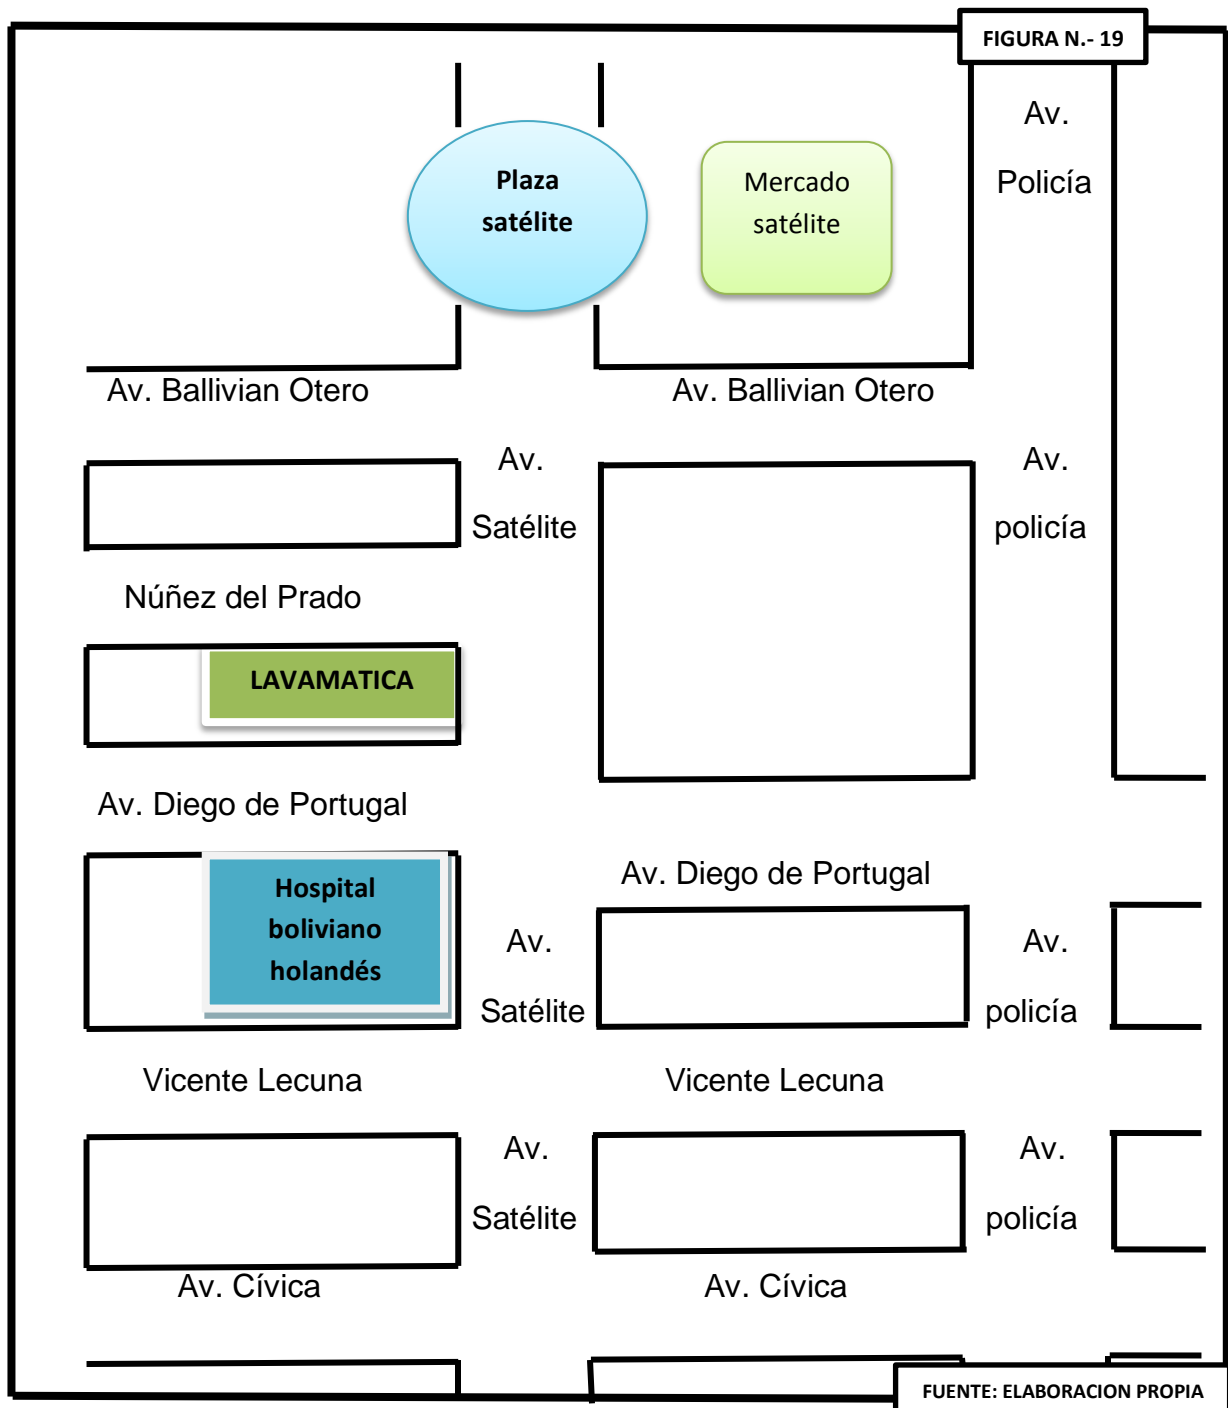 FIGURA N.- 19
Av.
Policía
Plaza
satélite
Mercado
satélite
Av. Ballivian Otero
Av. Ballivian Otero
Av.
Satélite
Av.
policía
Núñez del Prado
LAVAMATICA
Av. Diego de Portugal
Av. Diego de Portugal
Hospital
boliviano
holandés
Av.
Satélite
Av.
policía
Vicente Lecuna
Vicente Lecuna
Av.
Satélite
Av.
policía
Av. Cívica
Av. Cívica
FUENTE: ELABORACION PROPIA